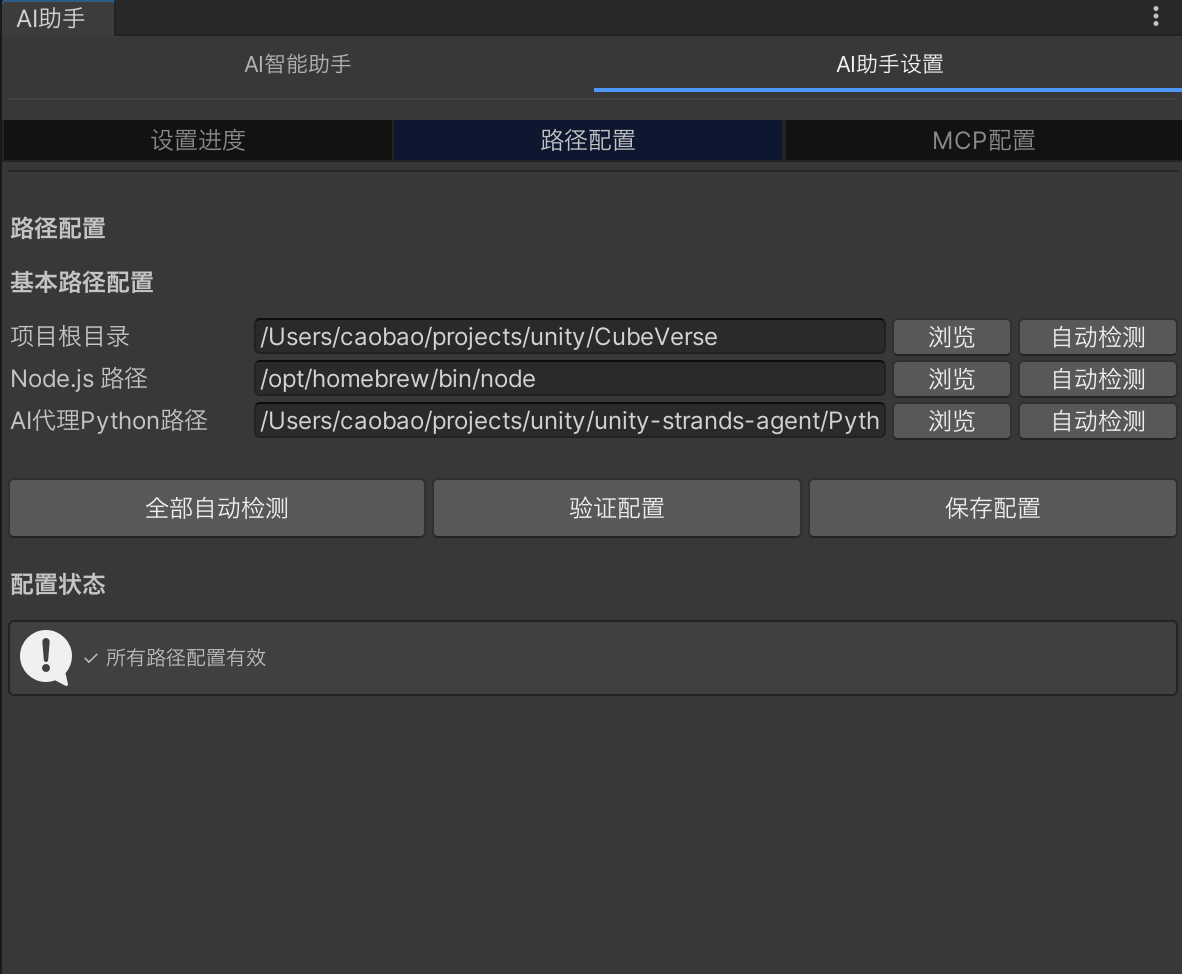 AI助手
AI智能助手 AI助手设置
设置进度 路径配置 MCP配置
路径配置
基本路径配置
项目根目录 /Users/caobao/projects/unity/CubeVerse 浏览 自动检测
Node.js 路径 /opt/homebrew/bin/node 浏览 自动检测
AI代理Python路径 /Users/caobao/projects/unity/unity-strands-agent/Pyth 浏览 自动检测
全部自动检测 验证配置 保存配置
配置状态
✓ 所有路径配置有效